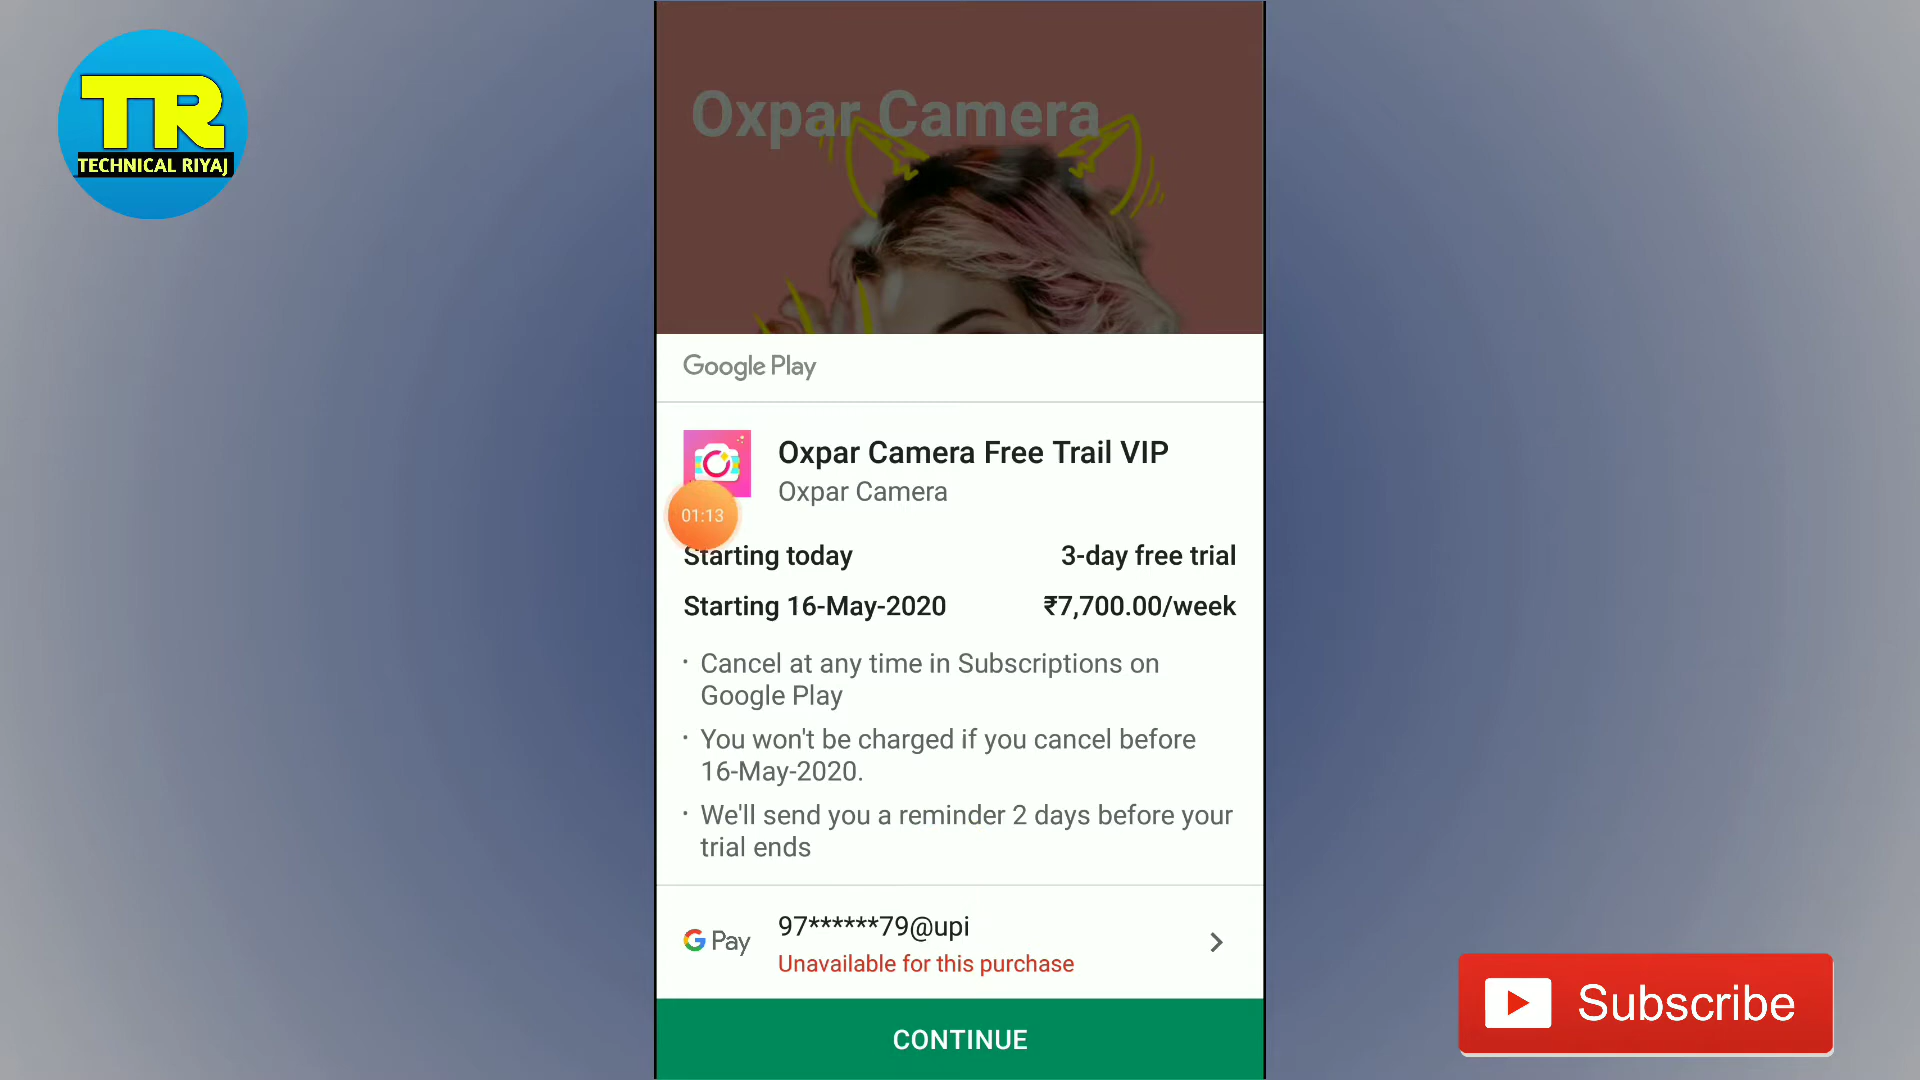 TR
TECHNICAL RIYAJ
Oxpar Camera
Google Play
Oxpar Camera Free Trail VIP
Oxpar Camera
01:13
Starting today 3-day free trial
Starting 16-May-2020 ₹7,700.00/week
· Cancel at any time in Subscriptions on
Google Play
· You won't be charged if you cancel before
16-May-2020.
· We'll send you a reminder 2 days before your
trial ends
G Pay 97******79@upi
Unavailable for this purchase
CONTINUE
Subscribe